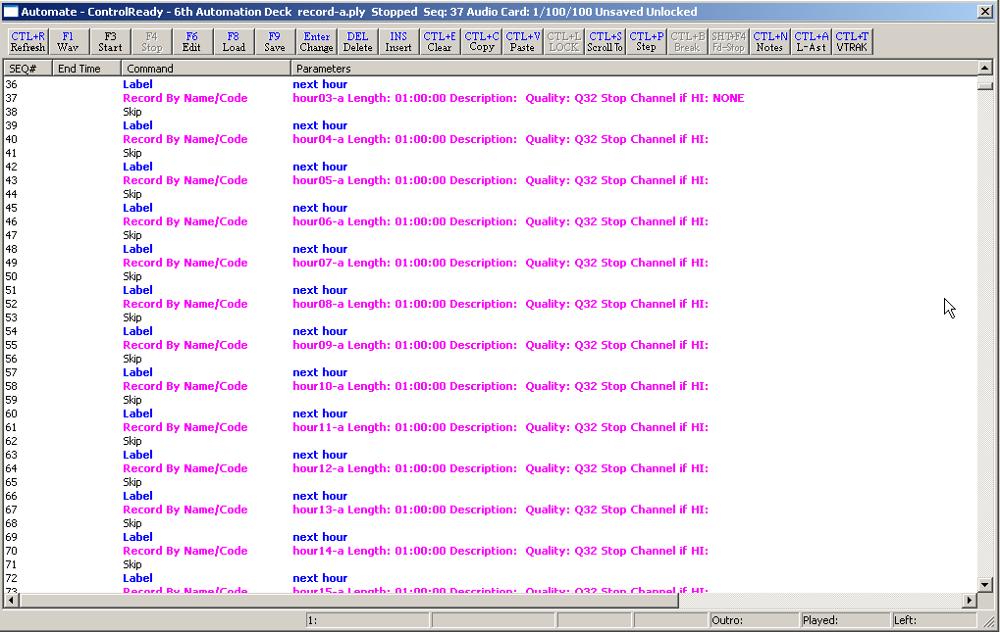 Automate - ControlReady - 6th Automation Deck record-a.ply Stopped Seq: 37 Audio Card: 1/100/100 Unsaved Unlocked
CTL+R F1 F3 F4 F6 F8 F9 Enter DEL INS CTL+E CTL+C CTL+V CTL+L CTL+S CTL+P CTL+B SHT+F4 CTL+N CTL+A CTL+T
Refresh Wav Start Stop Edit Load Save Change Delete Insert Clear Copy Paste LOCK ScrollTo Step Break Fd-Stop Notes L-Ast VTRAK
SEQ# End Time Command Parameters
36 Label next hour
37 Record By Name/Code hour03-a Length: 01:00:00 Description: Quality: Q32 Stop Channel if HI: NONE
38 Skip
39 Label next hour
40 Record By Name/Code hour04-a Length: 01:00:00 Description: Quality: Q32 Stop Channel if HI:
41 Skip
42 Label next hour
43 Record By Name/Code hour05-a Length: 01:00:00 Description: Quality: Q32 Stop Channel if HI:
44 Skip
45 Label next hour
46 Record By Name/Code hour06-a Length: 01:00:00 Description: Quality: Q32 Stop Channel if HI:
47 Skip
48 Label next hour
49 Record By Name/Code hour07-a Length: 01:00:00 Description: Quality: Q32 Stop Channel if HI:
50 Skip
51 Label next hour
52 Record By Name/Code hour08-a Length: 01:00:00 Description: Quality: Q32 Stop Channel if HI:
53 Skip
54 Label next hour
55 Record By Name/Code hour09-a Length: 01:00:00 Description: Quality: Q32 Stop Channel if HI:
56 Skip
57 Label next hour
58 Record By Name/Code hour10-a Length: 01:00:00 Description: Quality: Q32 Stop Channel if HI:
59 Skip
60 Label next hour
61 Record By Name/Code hour11-a Length: 01:00:00 Description: Quality: Q32 Stop Channel if HI:
62 Skip
63 Label next hour
64 Record By Name/Code hour12-a Length: 01:00:00 Description: Quality: Q32 Stop Channel if HI:
65 Skip
66 Label next hour
67 Record By Name/Code hour13-a Length: 01:00:00 Description: Quality: Q32 Stop Channel if HI:
68 Skip
69 Label next hour
70 Record By Name/Code hour14-a Length: 01:00:00 Description: Quality: Q32 Stop Channel if HI:
71 Skip
72 Label next hour
73 Record By Name/Code hour15-a Length: 01:00:00 Description: Quality: Q32 Stop Channel if HI:
1: Outro: Played: Left: